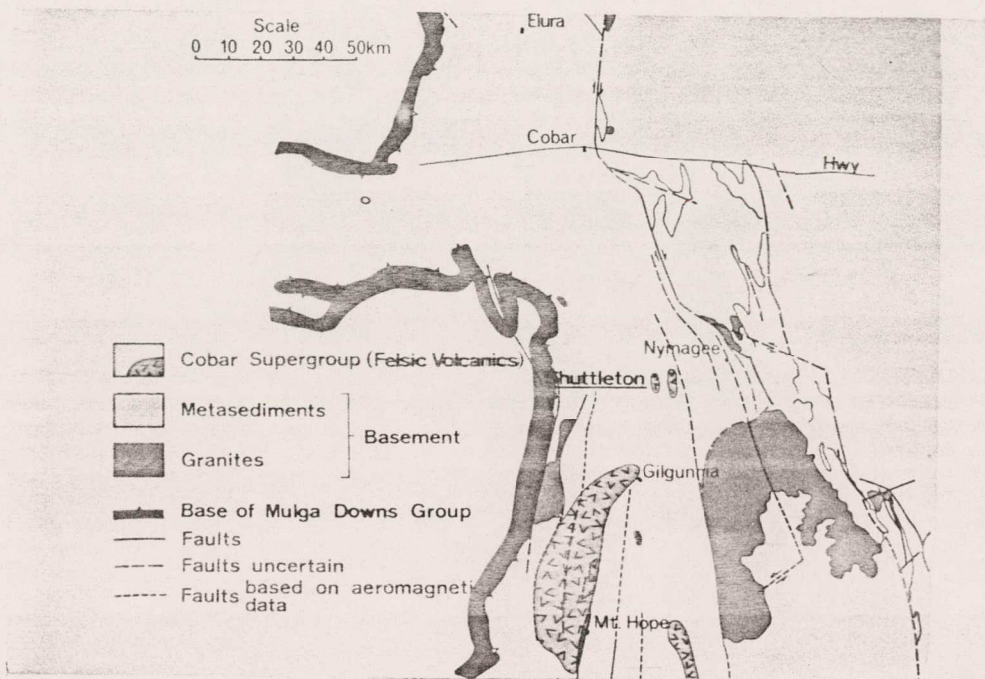 Scale
0 10 20 30 40 50km
Elura
Cobar
Hwy
Nymagee
Shuttleton
Gilgunnia
Mt. Hope
Cobar Supergroup (Felsic Volcanics)
Metasediments
Basement
Granites
Base of Mulga Downs Group
Faults
Faults uncertain
Faults based on aeromagneti
data